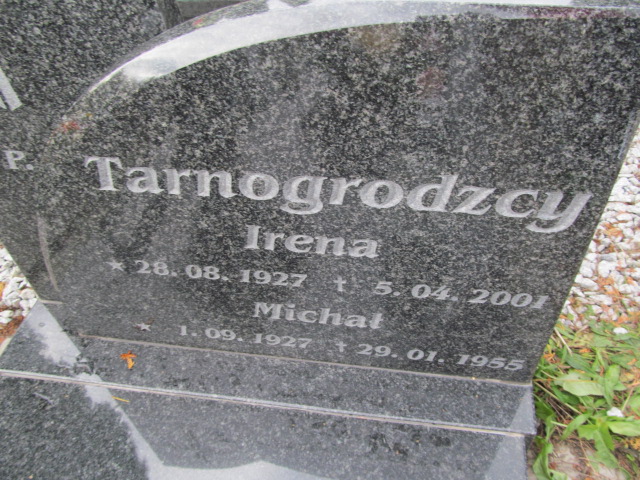 P.
Tarnogrodzcy
Irena
* 28. 08. 1927 † 5. 04. 2001
Michał
* 1. 09. 1927 † 29. 01. 1955